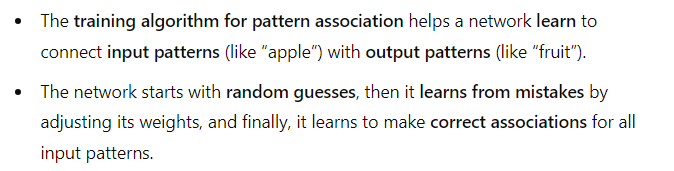 • The training algorithm for pattern association helps a network learn to
connect input patterns (like “apple”) with output patterns (like “fruit”).
• The network starts with random guesses, then it learns from mistakes by
adjusting its weights, and finally, it learns to make correct associations for all
input patterns.